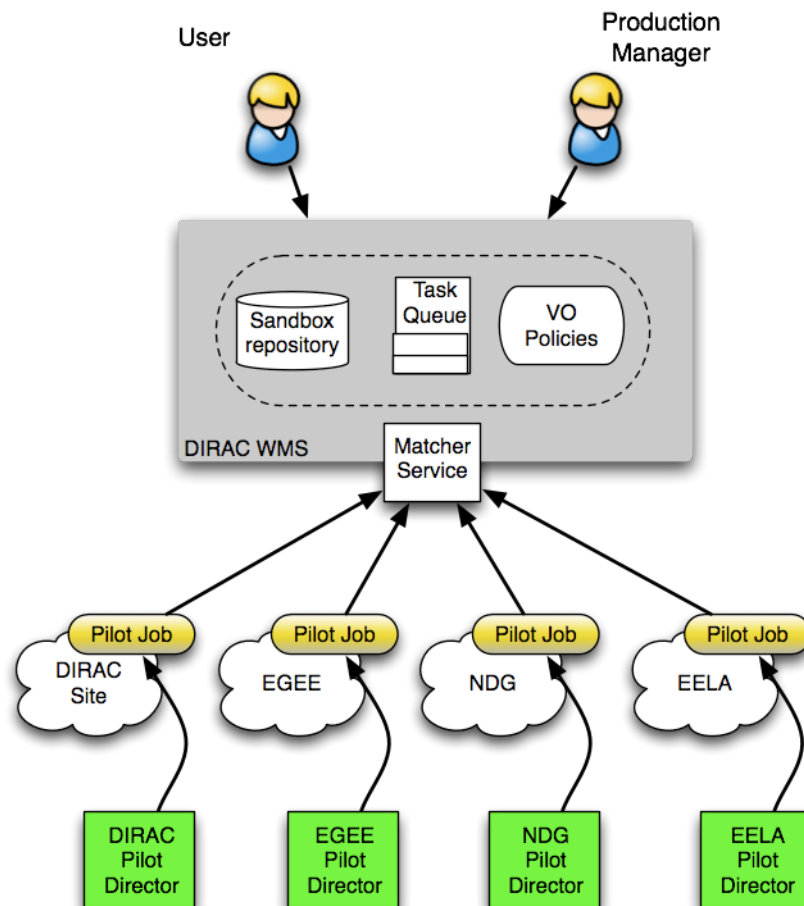 User
Production
Manager
Sandbox
repository
Task
Queue
VO
Policies
DIRAC WMS
Matcher
Service
Pilot Job
Pilot Job
Pilot Job
Pilot Job
DIRAC
Site
EGEE
NDG
EELA
DIRAC
Pilot
Director
EGEE
Pilot
Director
NDG
Pilot
Director
EELA
Pilot
Director